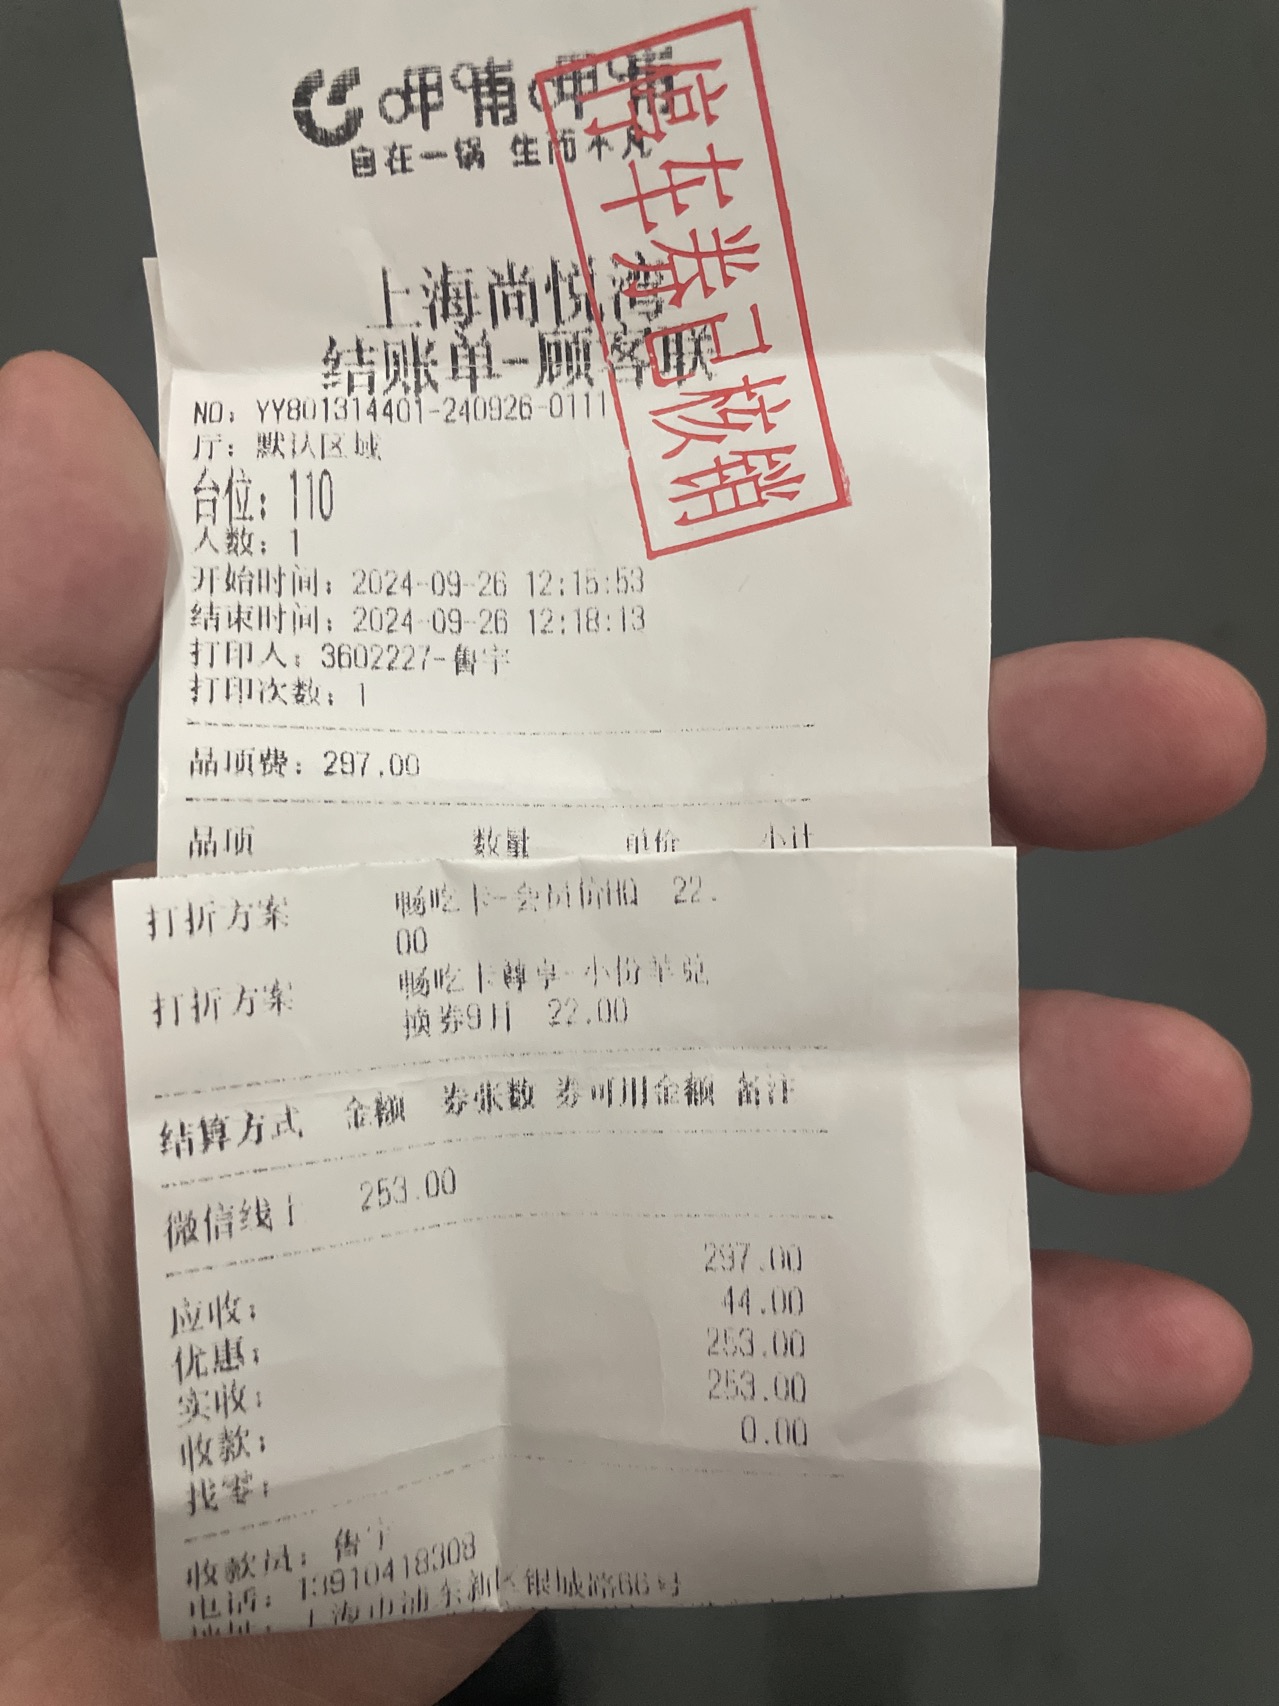 呷哺呷哺
自在一锅 生而不凡
停车券已核销
上海尚悦湾
结账单-顾客联
NO: YY801314401-240926-0111
厅: 默认区域
台位: 110
人数: 1
开始时间: 2024-09-26 12:15:53
结束时间: 2024-09-26 12:18:13
打印人: 3602227-鲁宇
打印次数: 1
品项费: 297.00
品项 数量 单价 小计
打折方案 畅吃卡-会员价HQ 22.
00
打折方案 畅吃卡尊享-小份
换券9月 22.00
结算方式 金额 券张数 券可用金额 备注
微信线上 253.00
应收: 297.00
优惠: 44.00
实收: 253.00
收款: 253.00
找零: 0.00
收款员: 鲁宇
电话: 13910418308
地址: 上海市浦东新区银城路66号